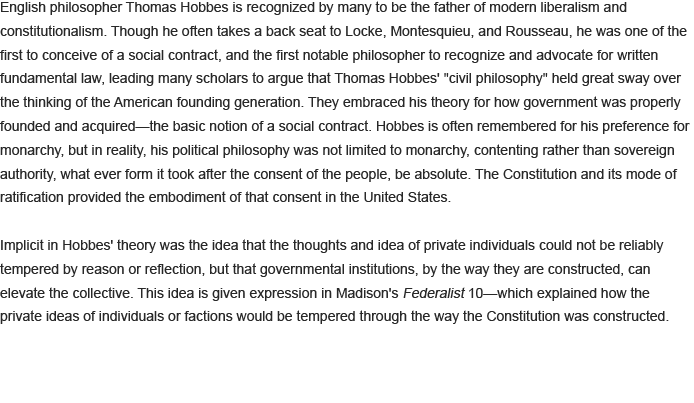 English philosopher Thomas Hobbes is recognized by many to be the father of modern liberalism and
constitutionalism. Though he often takes a back seat to Locke, Montesquieu, and Rousseau, he was one of the
first to conceive of a social contract, and the first notable philosopher to recognize and advocate for written
fundamental law, leading many scholars to argue that Thomas Hobbes' "civil philosophy" held great sway over
the thinking of the American founding generation. They embraced his theory for how government was properly
founded and acquired—the basic notion of a social contract. Hobbes is often remembered for his preference for
monarchy, but in reality, his political philosophy was not limited to monarchy, contenting rather than sovereign
authority, what ever form it took after the consent of the people, be absolute. The Constitution and its mode of
ratification provided the embodiment of that consent in the United States.
Implicit in Hobbes' theory was the idea that the thoughts and idea of private individuals could not be reliably
tempered by reason or reflection, but that governmental institutions, by the way they are constructed, can
elevate the collective. This idea is given expression in Madison's Federalist 10—which explained how the
private ideas of individuals or factions would be tempered through the way the Constitution was constructed.